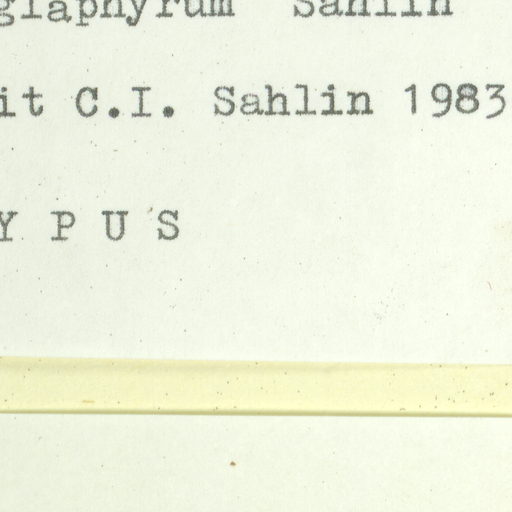 glaphyrum Sahlin
it C.I. Sahlin 1983
Y P U S